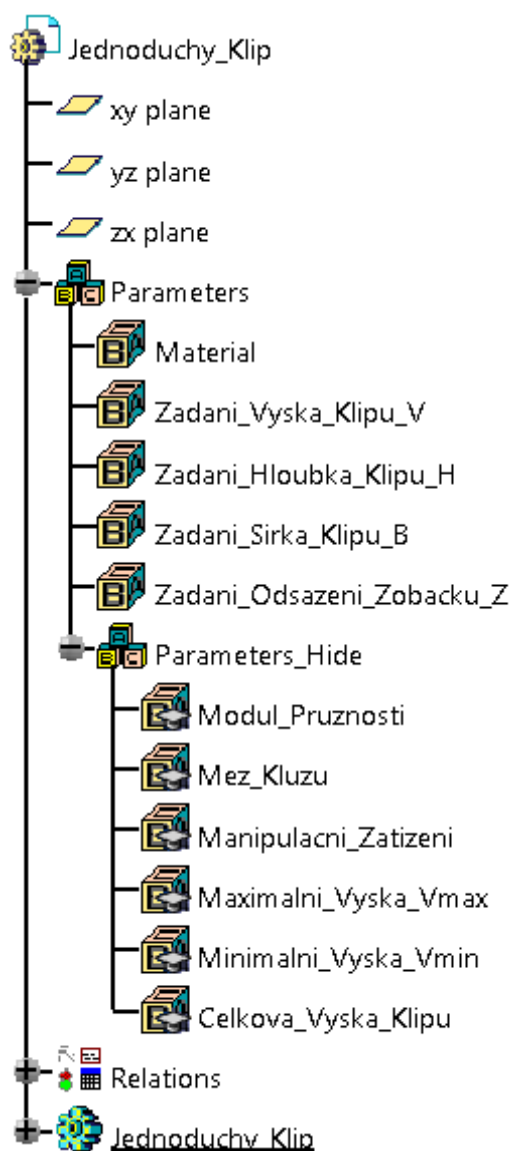 Jednoduchy_Klip
xy plane
yz plane
zx plane
Parameters
Material
Zadani_Vyska_Klipu_V
Zadani_Hloubka_Klipu_H
Zadani_Sirka_Klipu_B
Zadani_Odsazeni_Zobacku_Z
Parameters_Hide
Modul_Pruznosti
Mez_Kluzu
Manipulacni_Zatizeni
Maximalni_Vyska_Vmax
Minimalni_Vyska_Vmin
Celkova_Vyska_Klipu
Relations
Jednoduchy_Klip